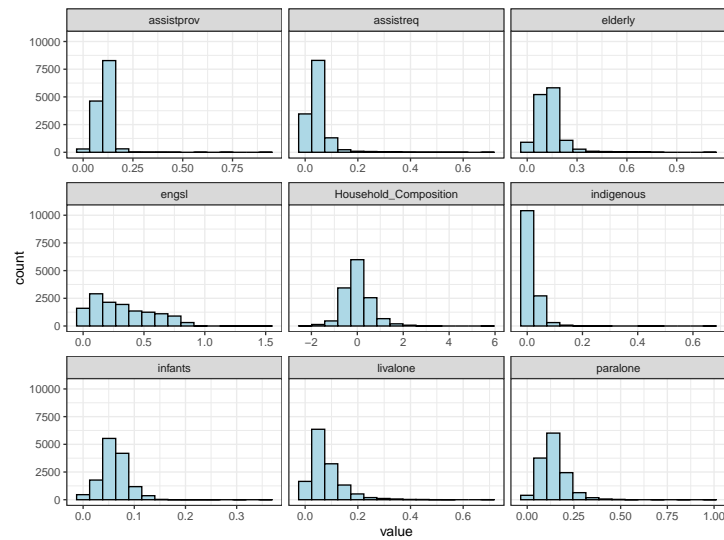 assistprov assistreq elderly
10000
7500
5000
2500
0
0.00 0.25 0.50 0.75 0.0 0.2 0.4 0.6 0.0 0.3 0.6 0.9
engsl Household_Composition indigenous
10000
7500
5000
2500
0
0.0 0.5 1.0 1.5 −2 0 2 4 6 0.0 0.2 0.4 0.6
infants livalone paralone
10000
7500
5000
2500
0
0.0 0.1 0.2 0.3 0.0 0.2 0.4 0.6 0.00 0.25 0.50 0.75 1.00
count
value